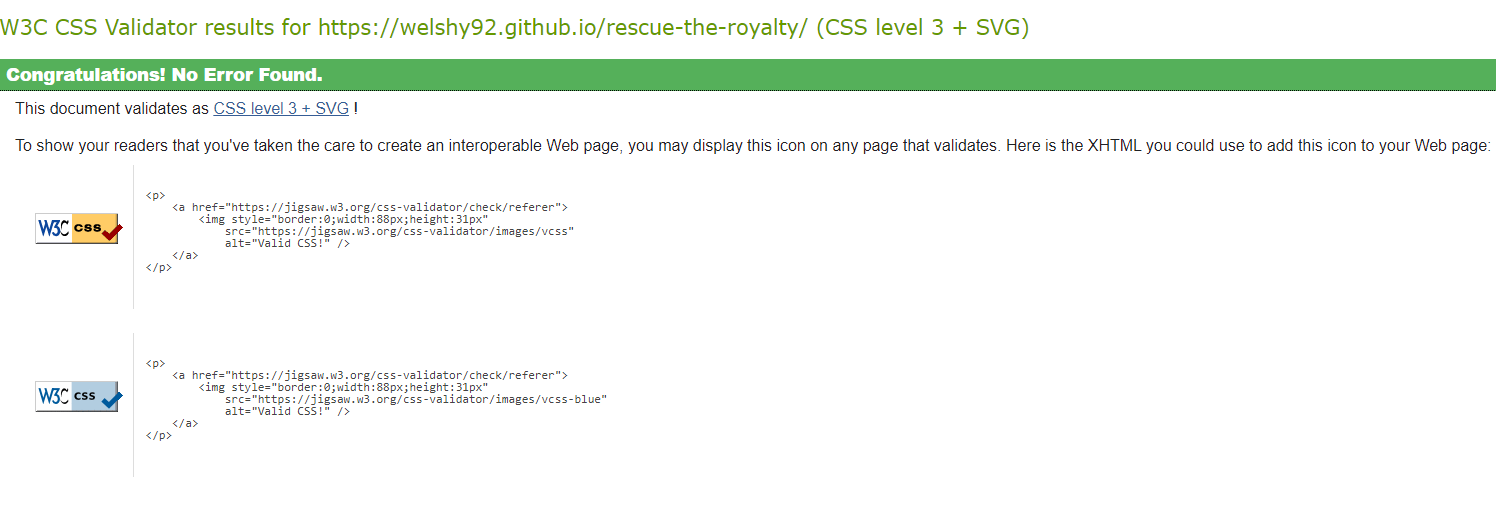 W3C CSS Validator results for https://welshy92.github.io/rescue-the-royalty/ (CSS level 3 + SVG)
Congratulations! No Error Found.
This document validates as CSS level 3 + SVG !
To show your readers that you've taken the care to create an interoperable Web page, you may display this icon on any page that validates. Here is the XHTML you could use to add this icon to your Web page:
W3C css
<p>
<a href="https://jigsaw.w3.org/css-validator/check/referer">
<img style="border:0;width:88px;height:31px"
src="https://jigsaw.w3.org/css-validator/images/vcss"
alt="Valid CSS!" />
</a>
</p>
W3C css
<p>
<a href="https://jigsaw.w3.org/css-validator/check/referer">
<img style="border:0;width:88px;height:31px"
src="https://jigsaw.w3.org/css-validator/images/vcss-blue"
alt="Valid CSS!" />
</a>
</p>